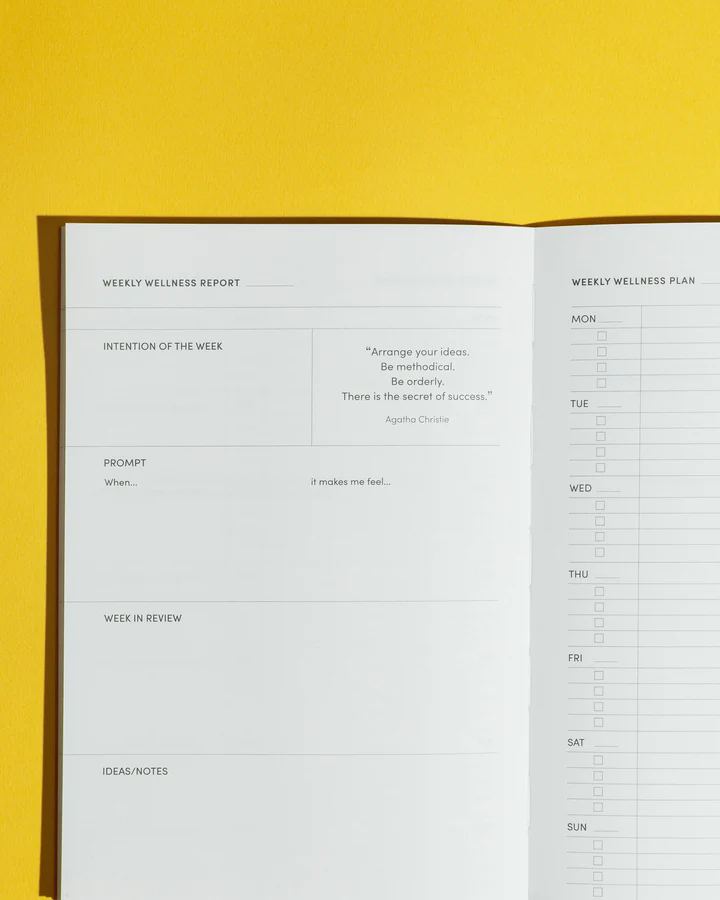 WEEKLY WELLNESS REPORT
INTENTION OF THE WEEK
“Arrange your ideas.
Be methodical.
Be orderly.
There is the secret of success.”
Agatha Christie
PROMPT
When...
it makes me feel...
WEEK IN REVIEW
IDEAS/NOTES
WEEKLY WELLNESS PLAN
MON
TUE
WED
THU
FRI
SAT
SUN